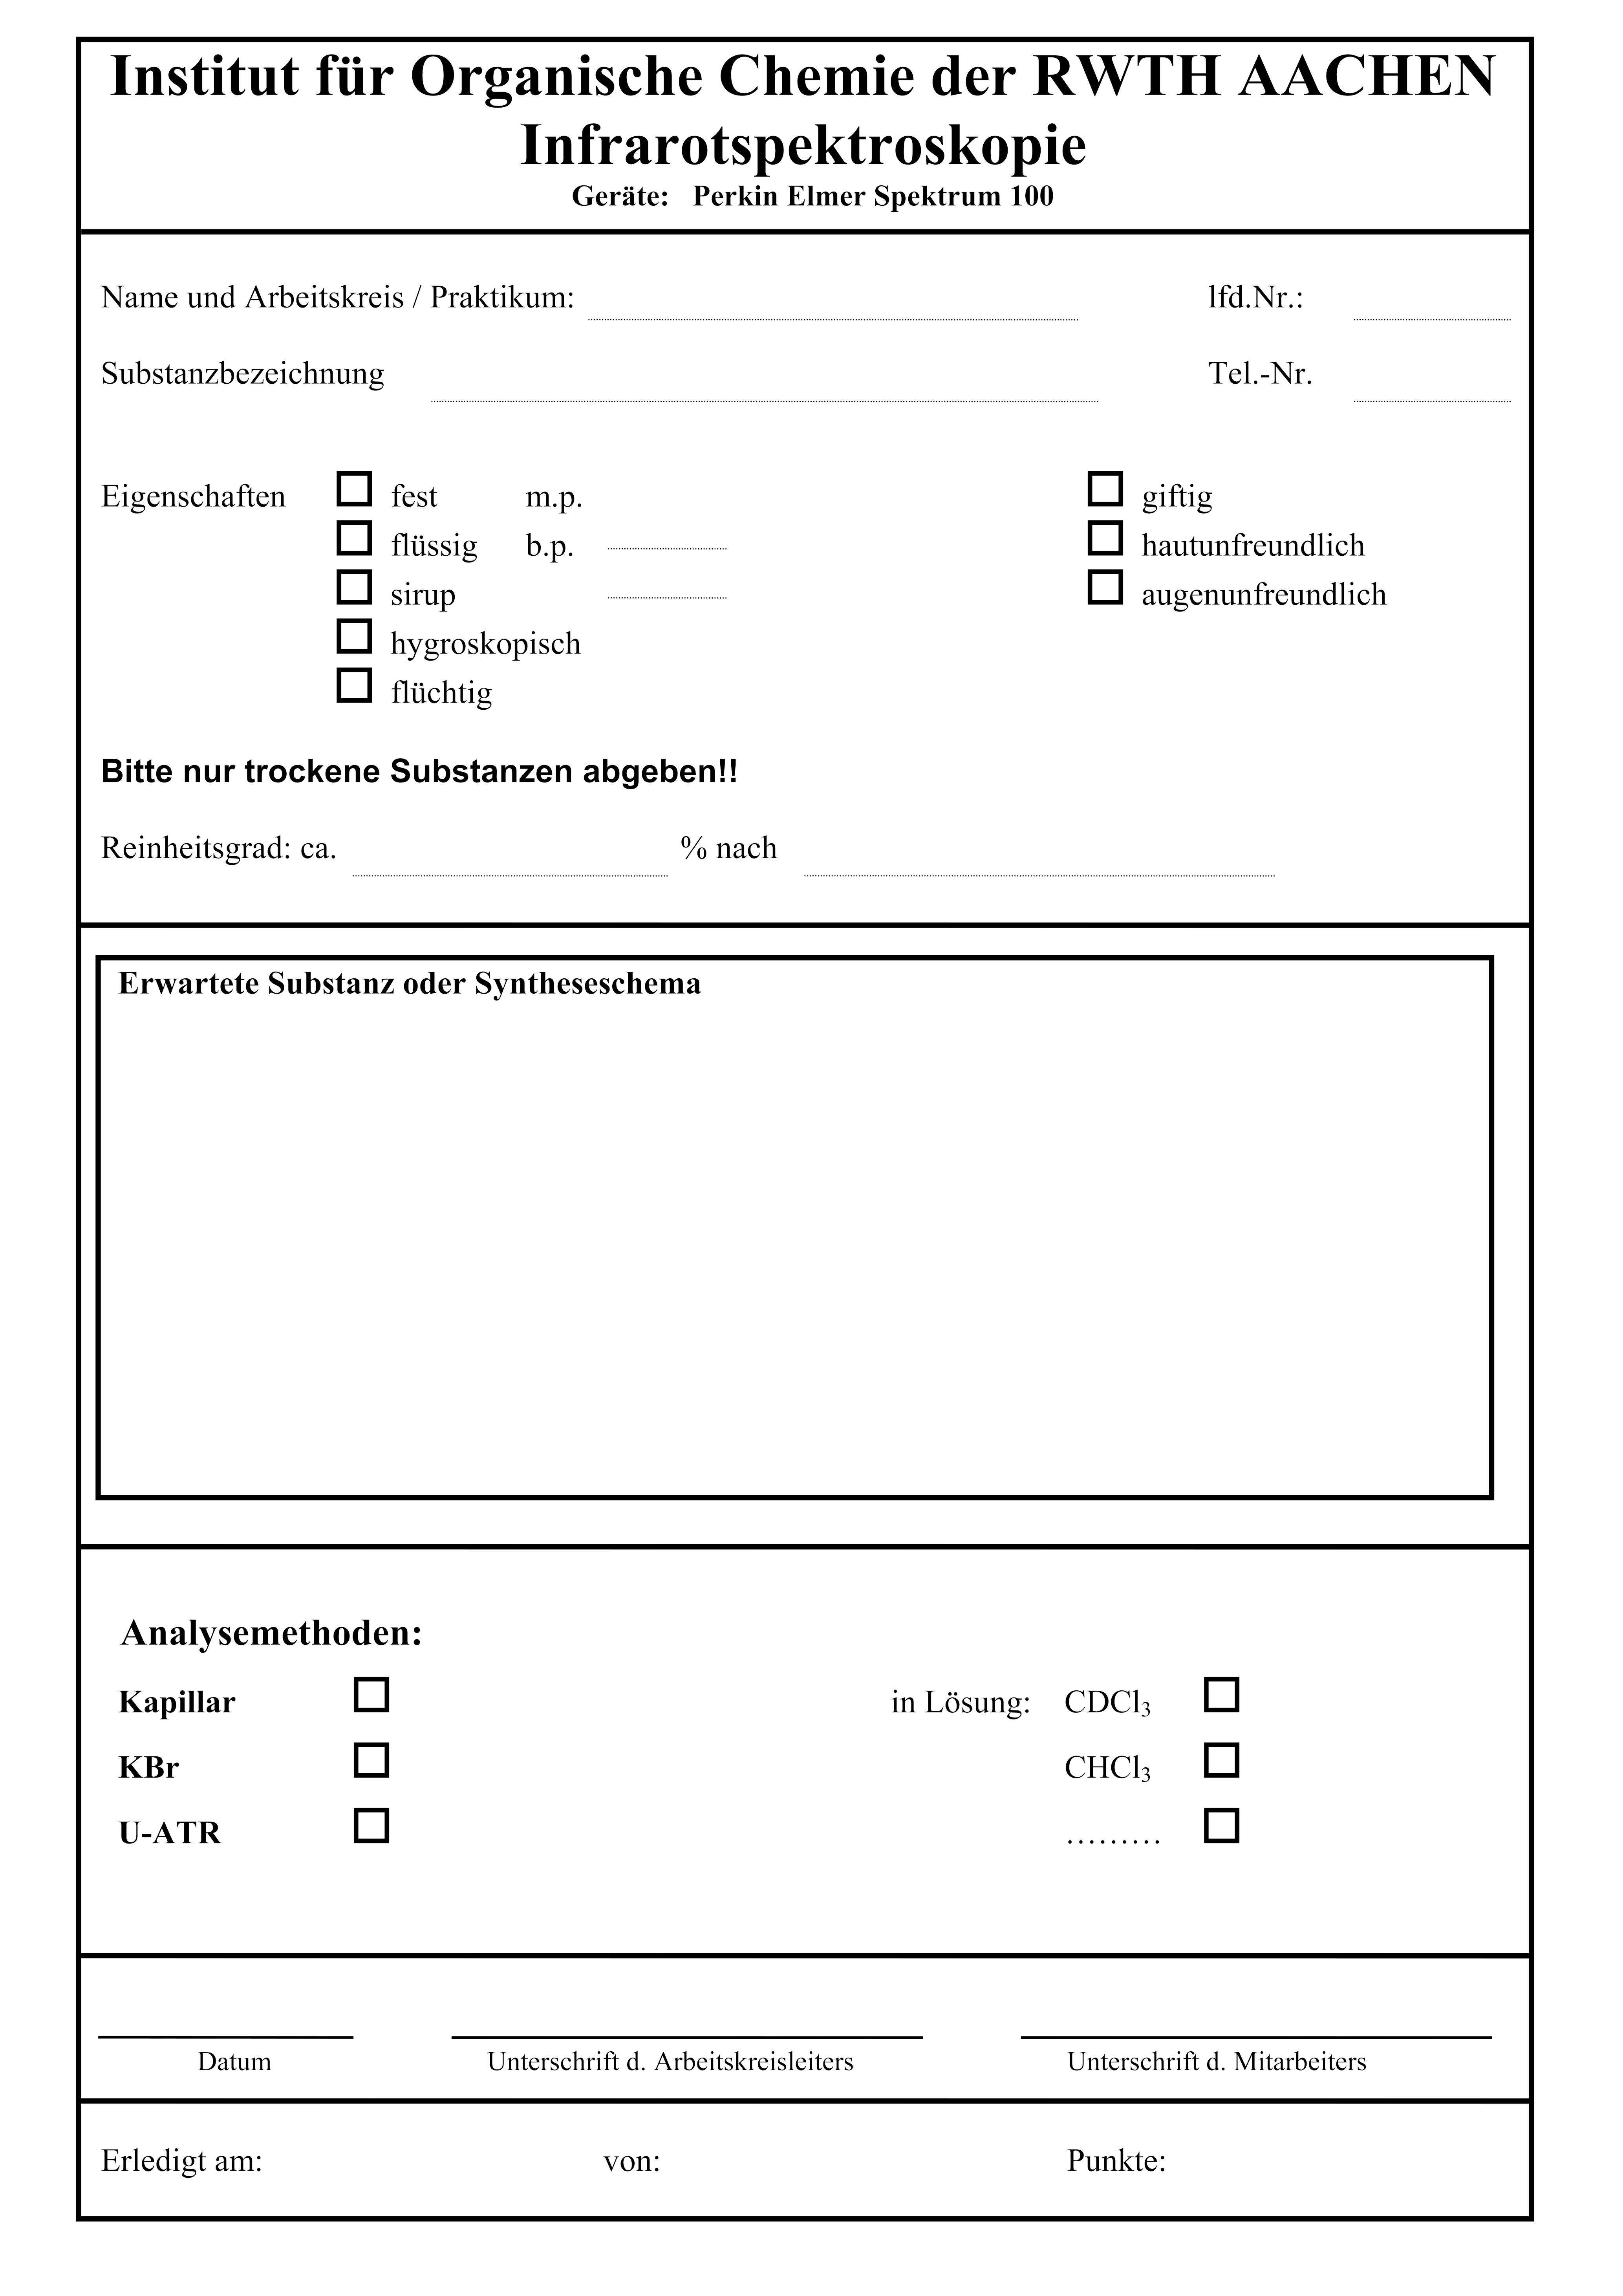 Institut für Organische Chemie der RWTH AACHEN
Infrarotspektroskopie
Geräte: Perkin Elmer Spektrum 100
Name und Arbeitskreis / Praktikum: lfd.Nr.:
Substanzbezeichnung Tel.-Nr.
Eigenschaften fest m.p. giftig
flüssig b.p. hautunfreundlich
sirup augenunfreundlich
hygroskopisch
flüchtig
Bitte nur trockene Substanzen abgeben!!
Reinheitsgrad: ca. % nach
Erwartete Substanz oder Syntheseschema
Analysemethoden:
Kapillar in Lösung: CDCl₃
KBr CHCl₃
U-ATR ………
Datum Unterschrift d. Arbeitskreisleiters Unterschrift d. Mitarbeiters
Erledigt am: von: Punkte: